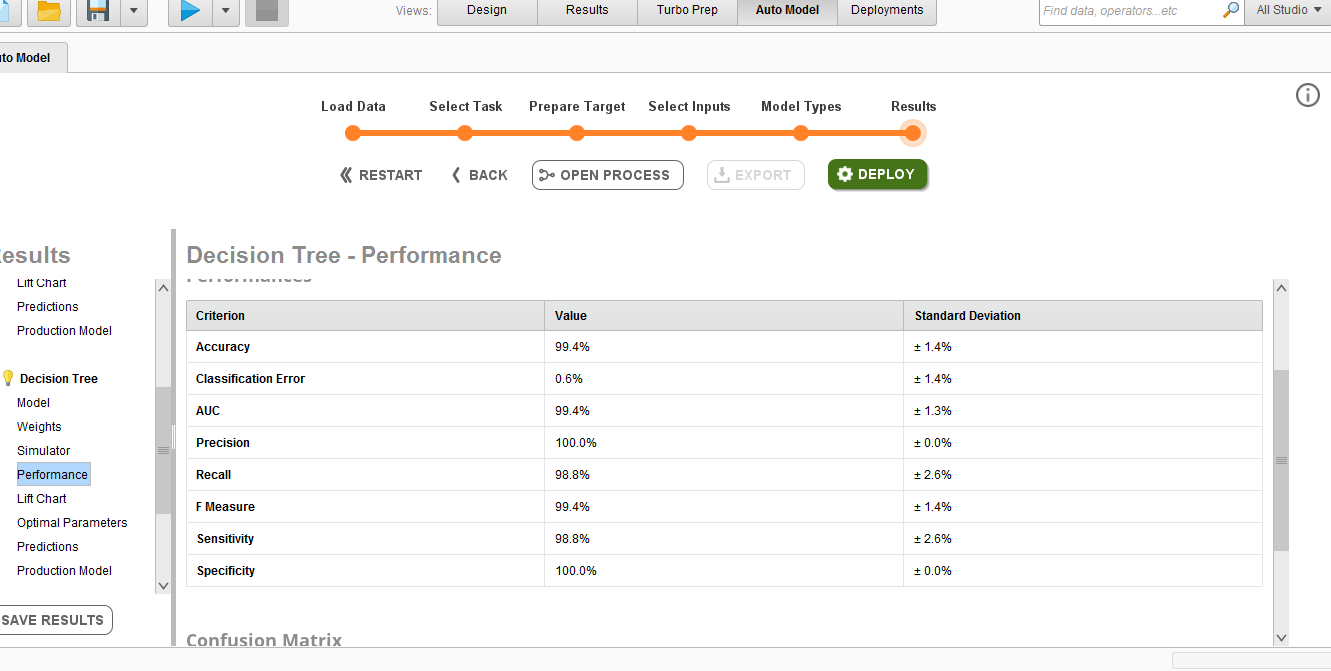 Views: Design Results Turbo Prep Auto Model Deployments Find data, operators...etc All Studio
to Model
Load Data Select Task Prepare Target Select Inputs Model Types Results
RESTART BACK OPEN PROCESS EXPORT DEPLOY
esults
Lift Chart
Predictions
Production Model
Decision Tree
Model
Weights
Simulator
Performance
Lift Chart
Optimal Parameters
Predictions
Production Model
SAVE RESULTS
Decision Tree - Performance
Performances
Criterion Value Standard Deviation
Accuracy 99.4% ± 1.4%
Classification Error 0.6% ± 1.4%
AUC 99.4% ± 1.3%
Precision 100.0% ± 0.0%
Recall 98.8% ± 2.6%
F Measure 99.4% ± 1.4%
Sensitivity 98.8% ± 2.6%
Specificity 100.0% ± 0.0%
Confusion Matrix